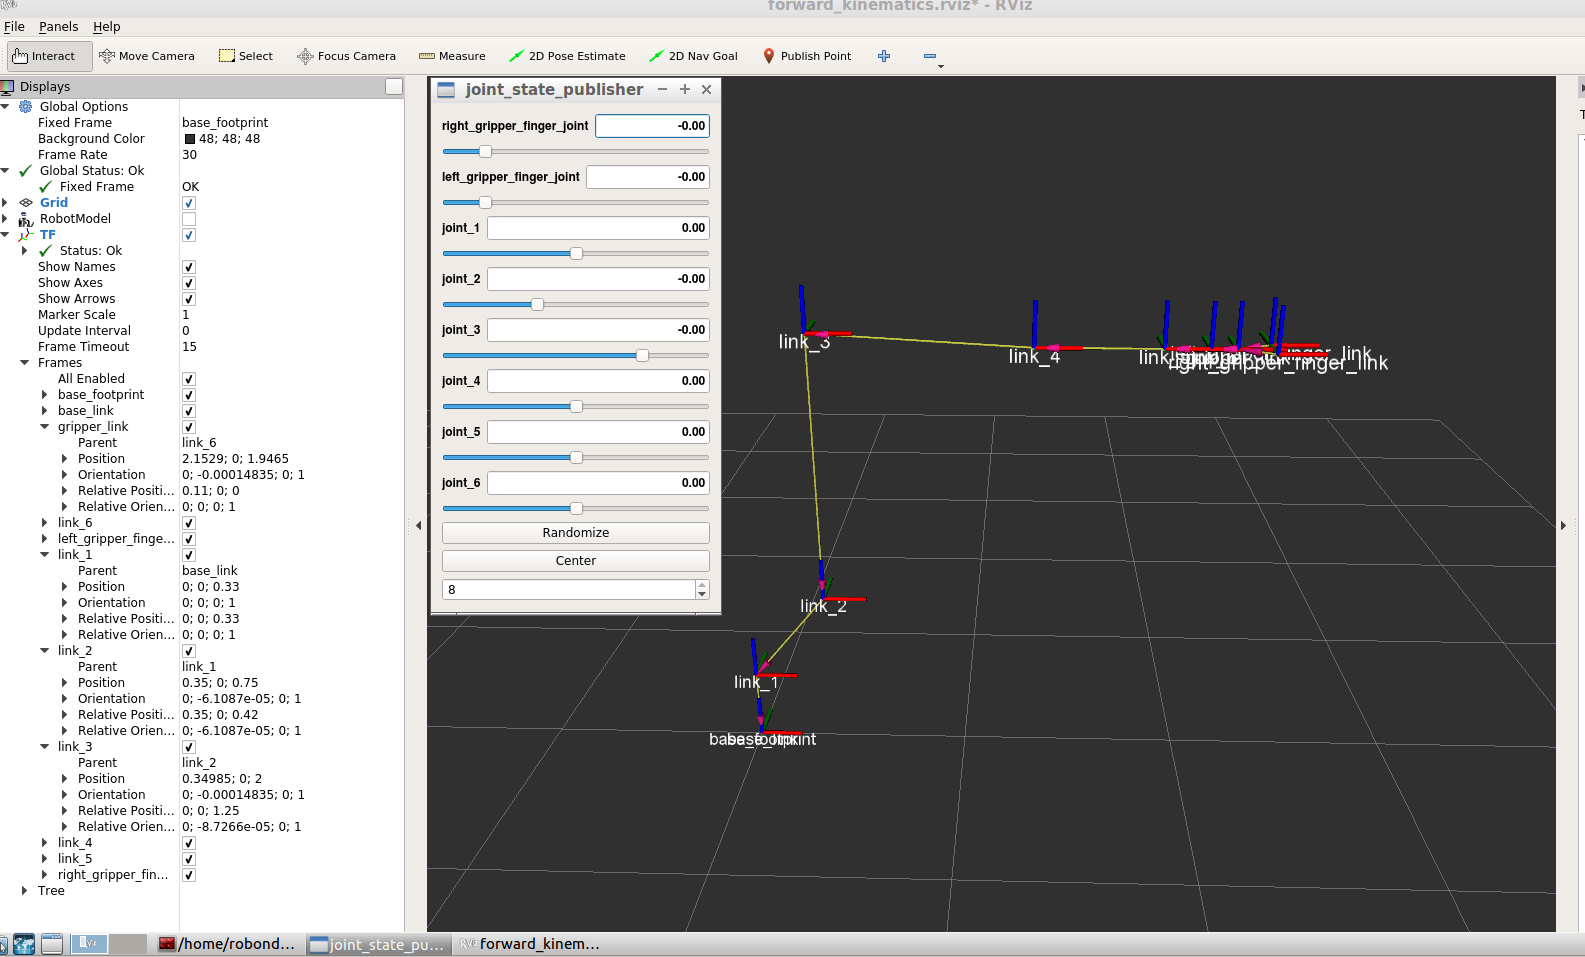 forward_kinematics.rviz* - RViz
File Panels Help
Interact Move Camera Select Focus Camera Measure 2D Pose Estimate 2D Nav Goal Publish Point
Displays
Global Options
Fixed Frame base_footprint
Background Color 48; 48; 48
Frame Rate 30
Global Status: Ok
Fixed Frame OK
Grid
RobotModel
TF
Status: Ok
Show Names
Show Axes
Show Arrows
Marker Scale 1
Update Interval 0
Frame Timeout 15
Frames
All Enabled
base_footprint
base_link
gripper_link
Parent link_6
Position 2.1529; 0; 1.9465
Orientation 0; -0.00014835; 0; 1
Relative Positi... 0.11; 0; 0
Relative Orien... 0; 0; 0; 1
link_6
left_gripper_finge...
link_1
Parent base_link
Position 0; 0; 0.33
Orientation 0; 0; 0; 1
Relative Positi... 0; 0; 0.33
Relative Orien... 0; 0; 0; 1
link_2
Parent link_1
Position 0.35; 0; 0.75
Orientation 0; -6.1087e-05; 0; 1
Relative Positi... 0.35; 0; 0.42
Relative Orien... 0; -6.1087e-05; 0; 1
link_3
Parent link_2
Position 0.34985; 0; 2
Orientation 0; -0.00014835; 0; 1
Relative Positi... 0; 0; 1.25
Relative Orien... 0; -8.7266e-05; 0; 1
link_4
link_5
right_gripper_fin...
Tree
joint_state_publisher
right_gripper_finger_joint -0.00
left_gripper_finger_joint -0.00
joint_1 0.00
joint_2 -0.00
joint_3 -0.00
joint_4 0.00
joint_5 0.00
joint_6 0.00
Randomize
Center
8
link_3
link_4
right_gripper_finger_link
link_2
link_1
base_footprint
/home/robond... joint_state_pu... forward_kinem...